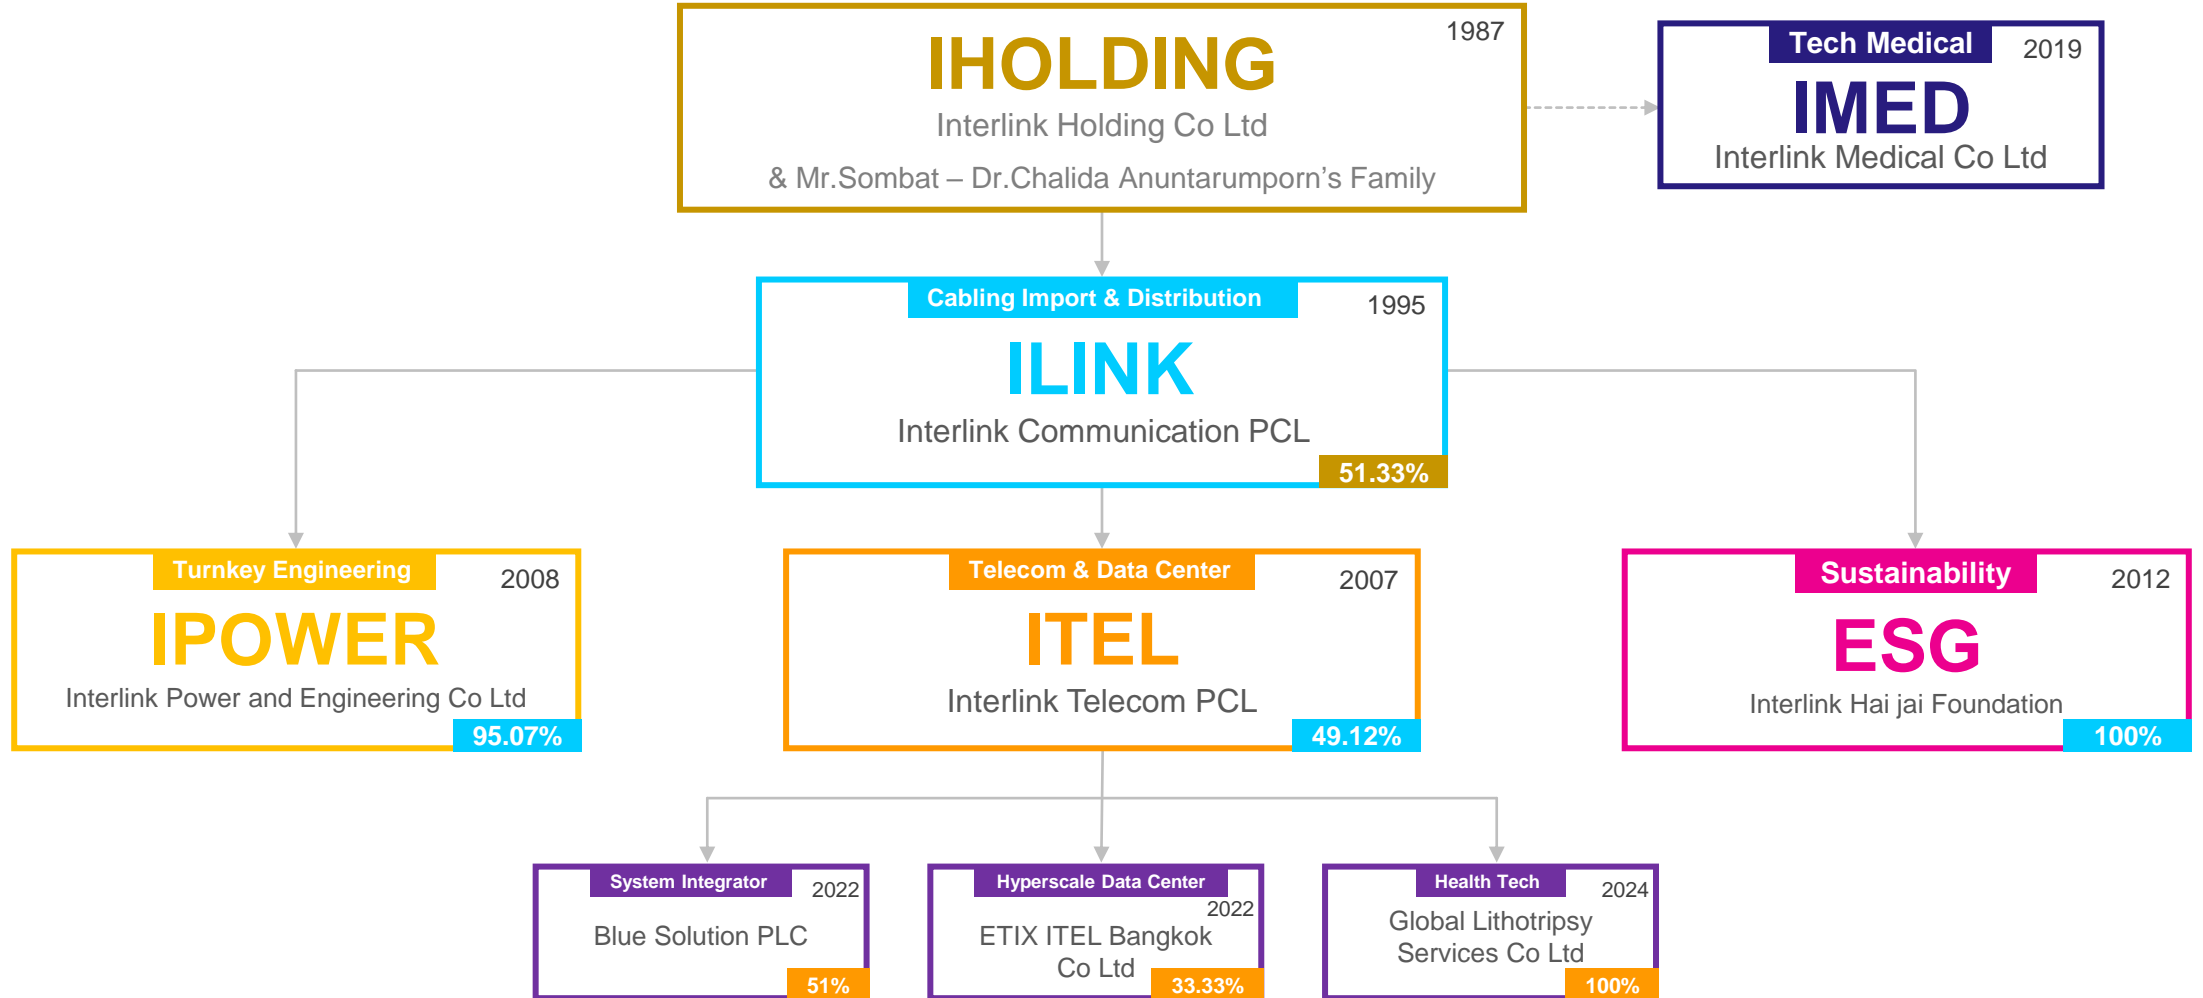 1987
IHOLDING
Interlink Holding Co Ltd
& Mr.Sombat – Dr.Chalida Anuntarumporn’s Family
Tech Medical
2019
IMED
Interlink Medical Co Ltd
Cabling Import & Distribution
1995
ILINK
Interlink Communication PCL
51.33%
Turnkey Engineering
2008
IPOWER
Interlink Power and Engineering Co Ltd
95.07%
Telecom & Data Center
2007
ITEL
Interlink Telecom PCL
49.12%
Sustainability
2012
ESG
Interlink Hai jai Foundation
100%
System Integrator
2022
Blue Solution PLC
51%
Hyperscale Data Center
2022
ETIX ITEL Bangkok
Co Ltd
33.33%
Health Tech
2024
Global Lithotripsy
Services Co Ltd
100%